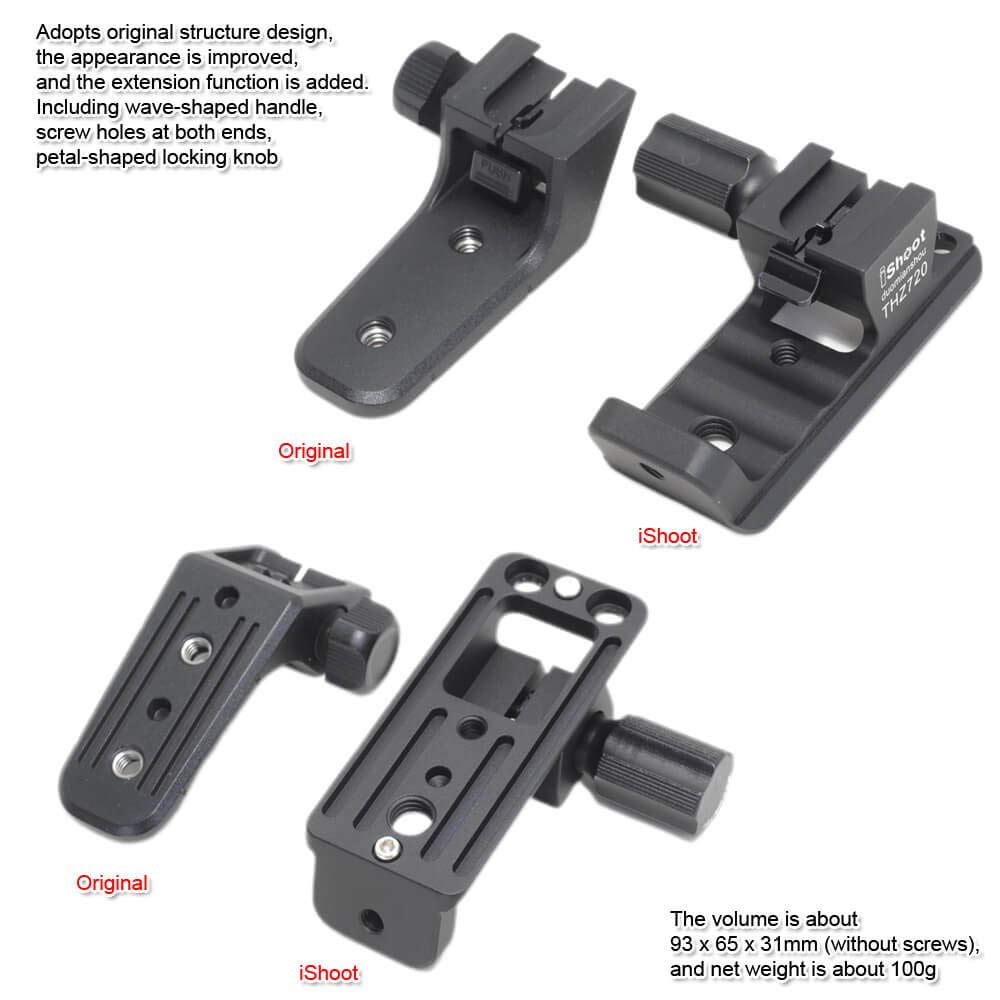 Adopts original structure design,
the appearance is improved,
and the extension function is added.
Including wave-shaped handle,
screw holes at both ends,
petal-shaped locking knob
PUSH
iShoot
duomianshou
THZ720
Original
iShoot
Original
iShoot
The volume is about
93 x 65 x 31mm (without screws),
and net weight is about 100g